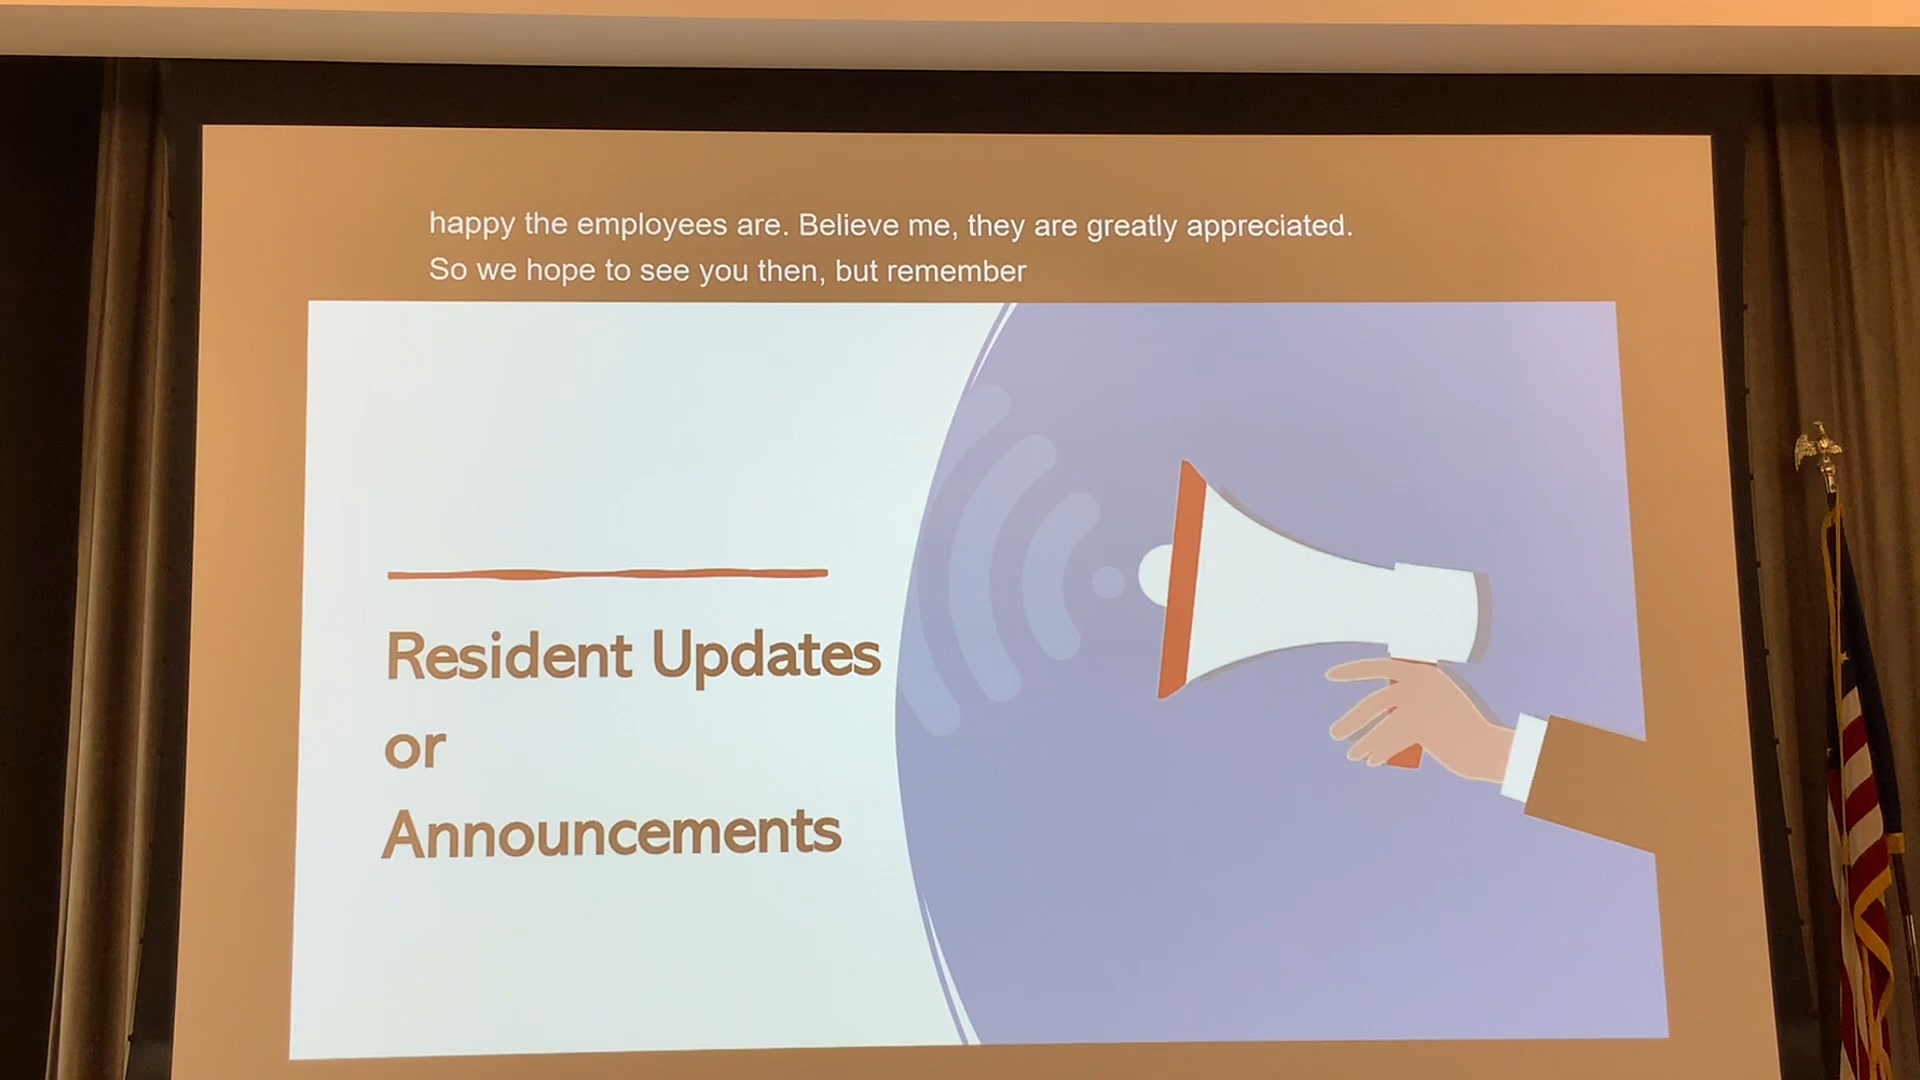 happy the employees are. Believe me, they are greatly appreciated.
So we hope to see you then, but remember
Resident Updates
or
Announcements